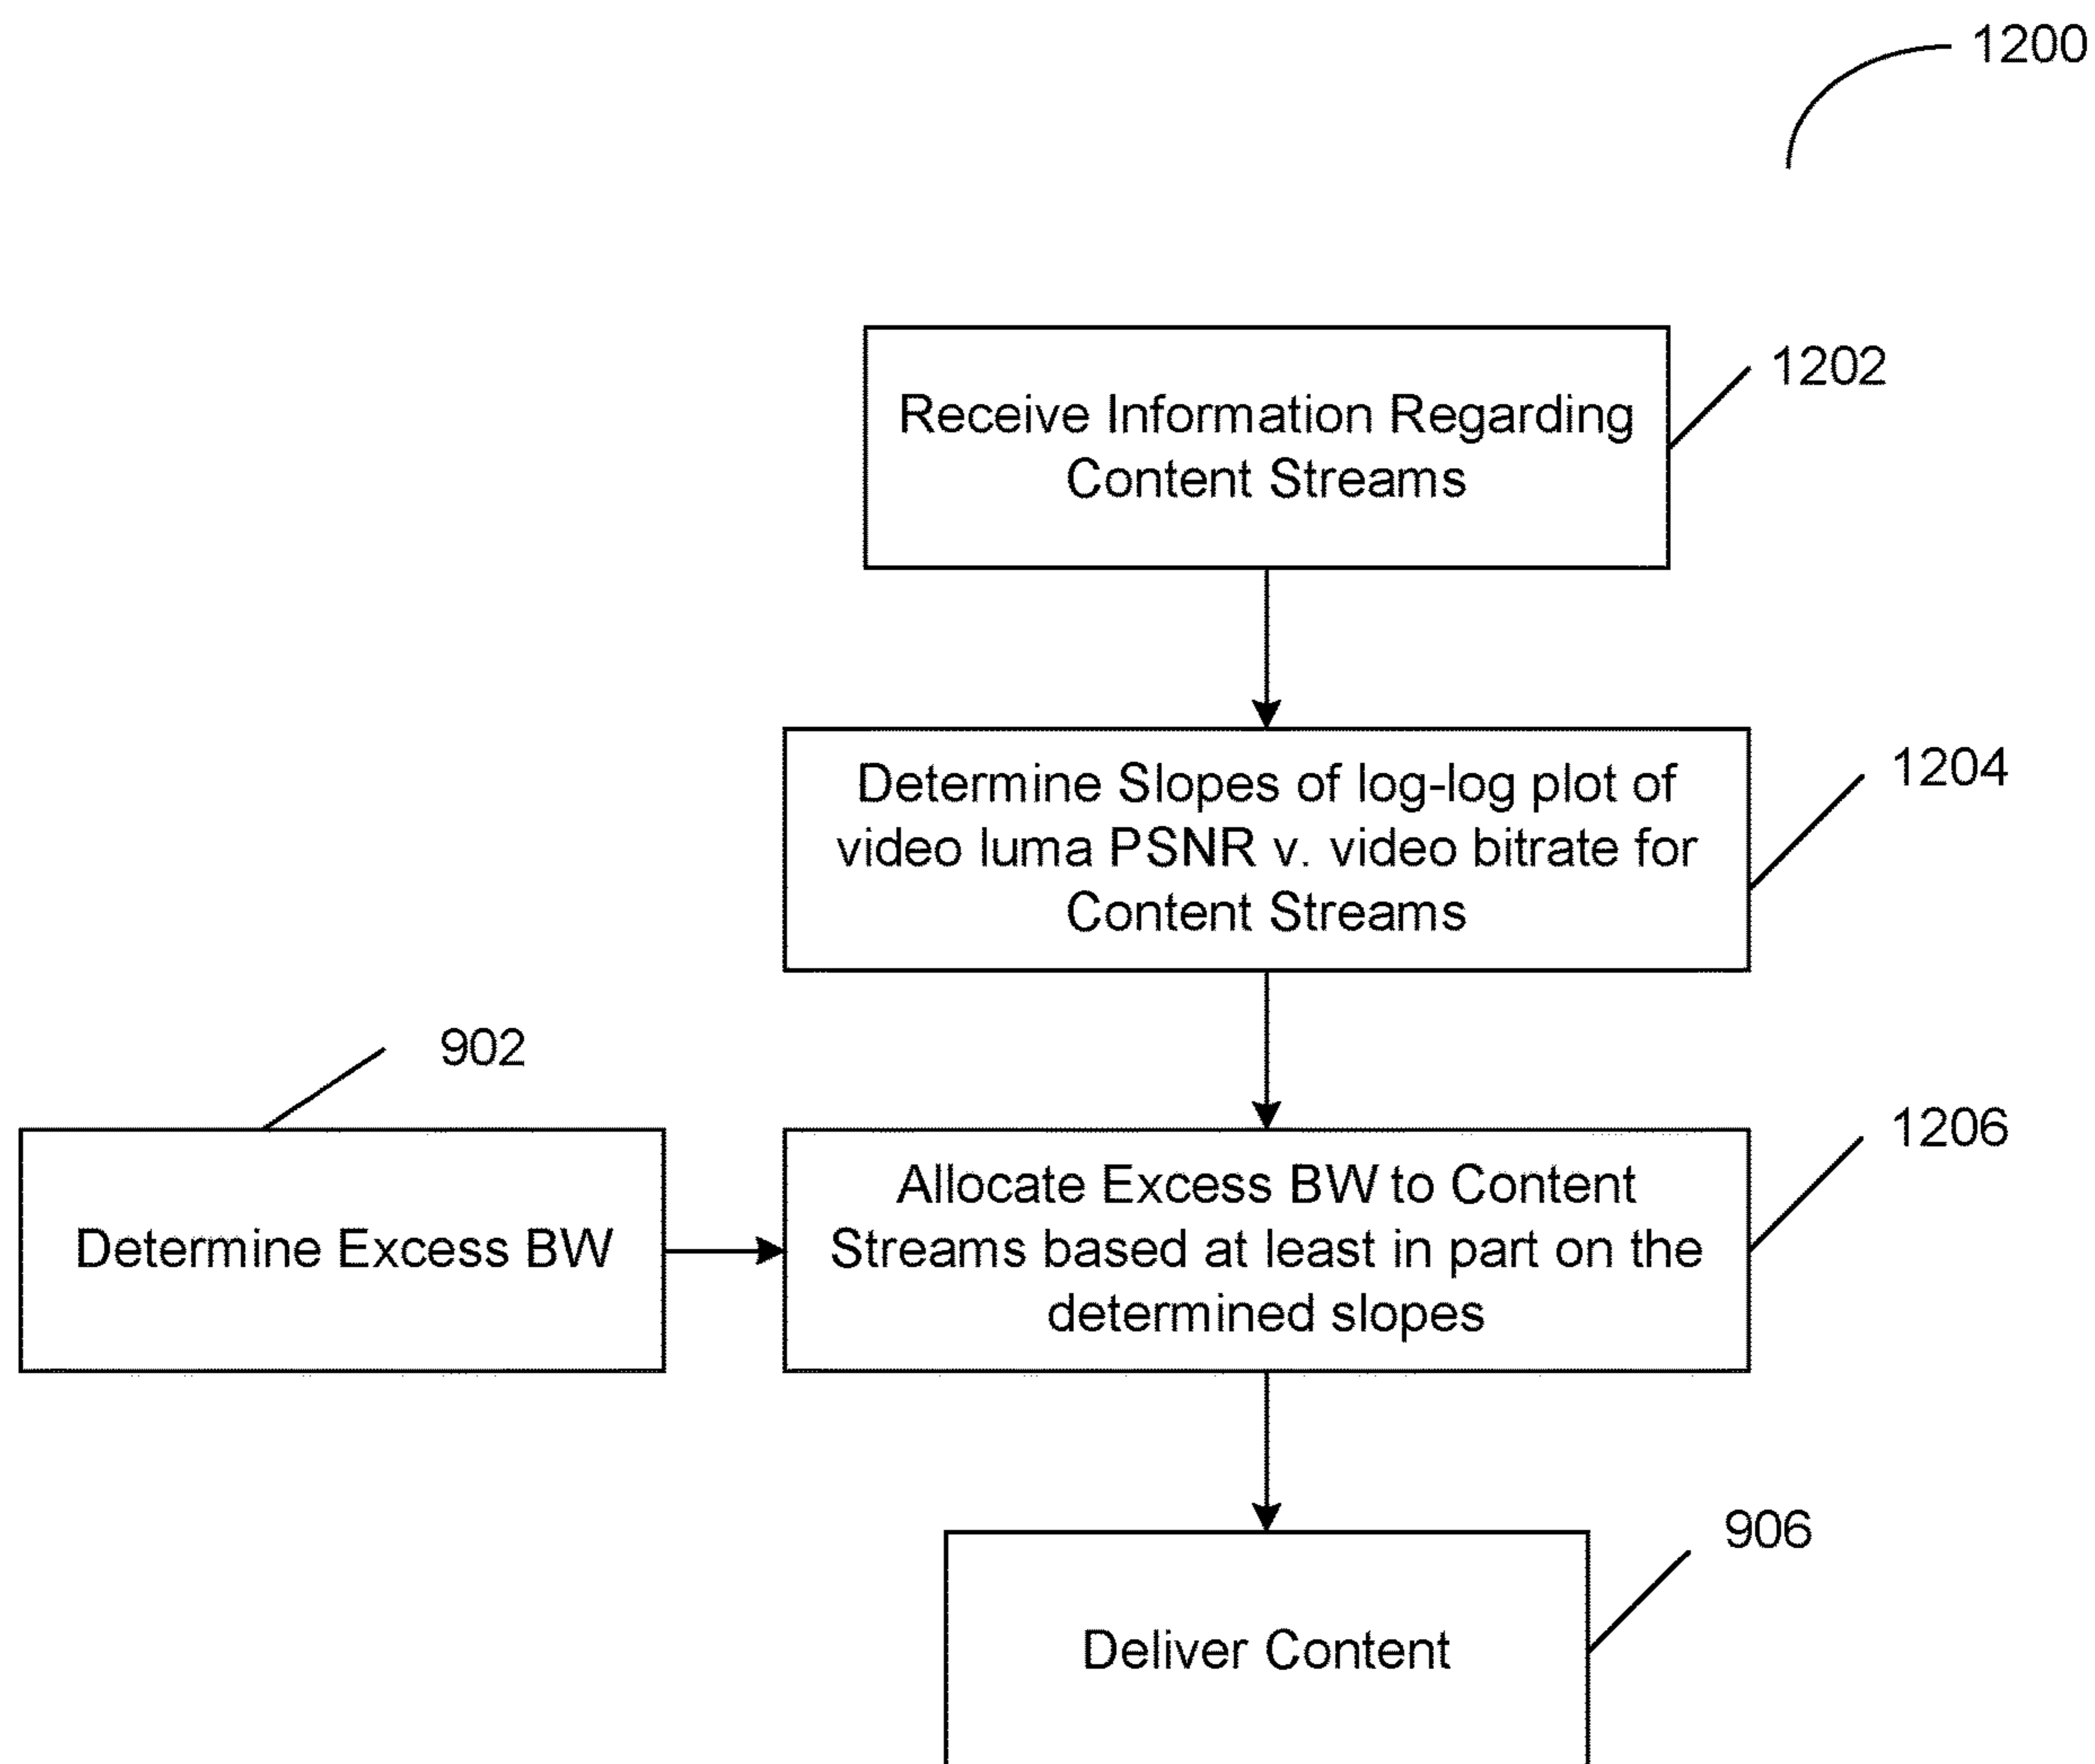 1200
Receive Information Regarding
Content Streams
1202
Determine Slopes of log-log plot of
video luma PSNR v. video bitrate for
Content Streams
1204
902
Determine Excess BW
Allocate Excess BW to Content
Streams based at least in part on the
determined slopes
1206
Deliver Content
906